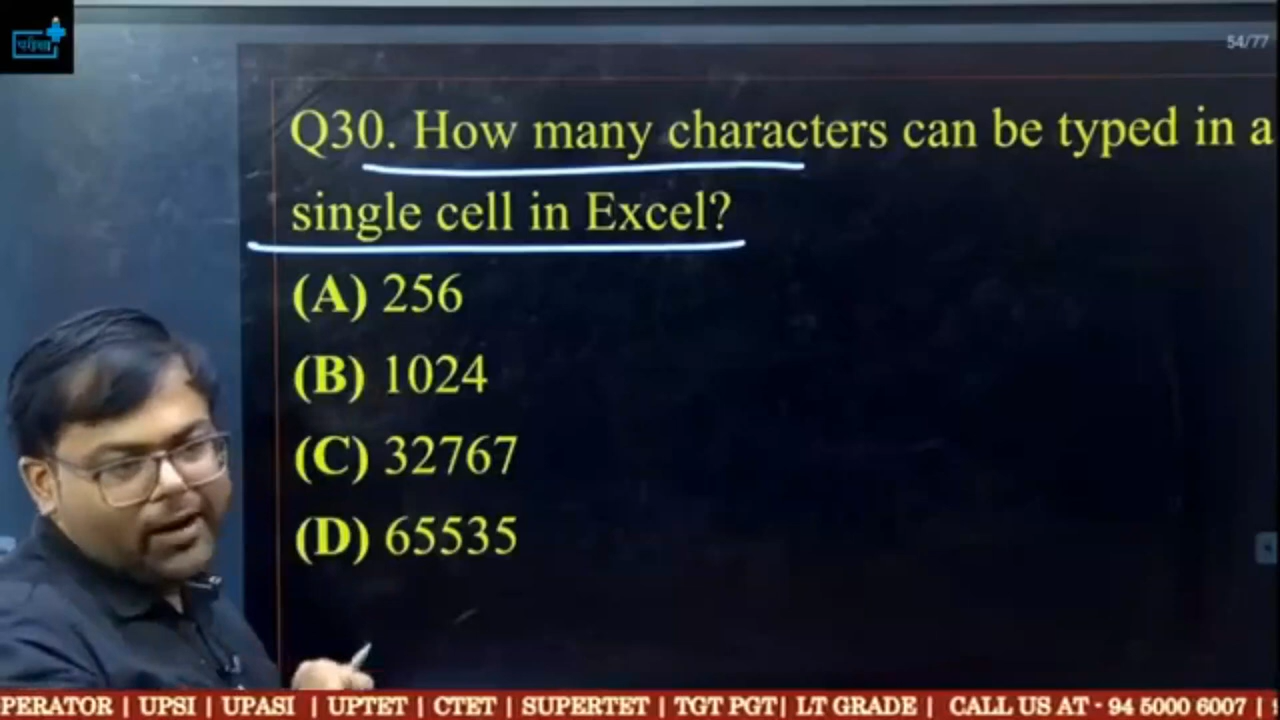 परीक्षा
54/77
Q30. How many characters can be typed in a
single cell in Excel?
(A) 256
(B) 1024
(C) 32767
(D) 65535
PERATOR | UPSI | UPASI | UPTET | CTET | SUPERTET | TGT PGT| LT GRADE | CALL US AT - 94 5000 6007 |